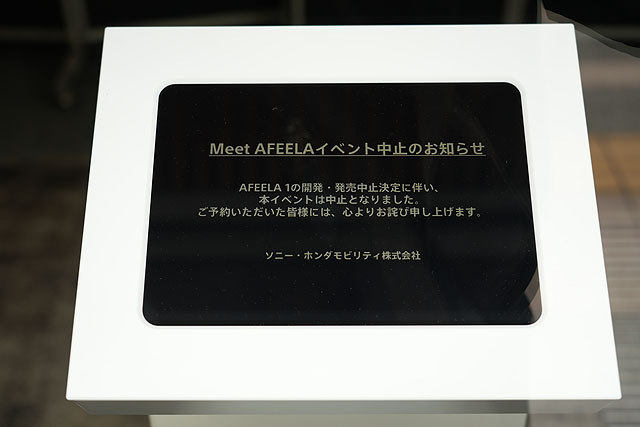 Meet AFEELAイベント中止のお知らせ
AFEELA 1の開発・発売中止決定に伴い、
本イベントは中止となりました。
ご予約いただいた皆様には、心よりお詫び申し上げます。
ソニー・ホンダモビリティ株式会社